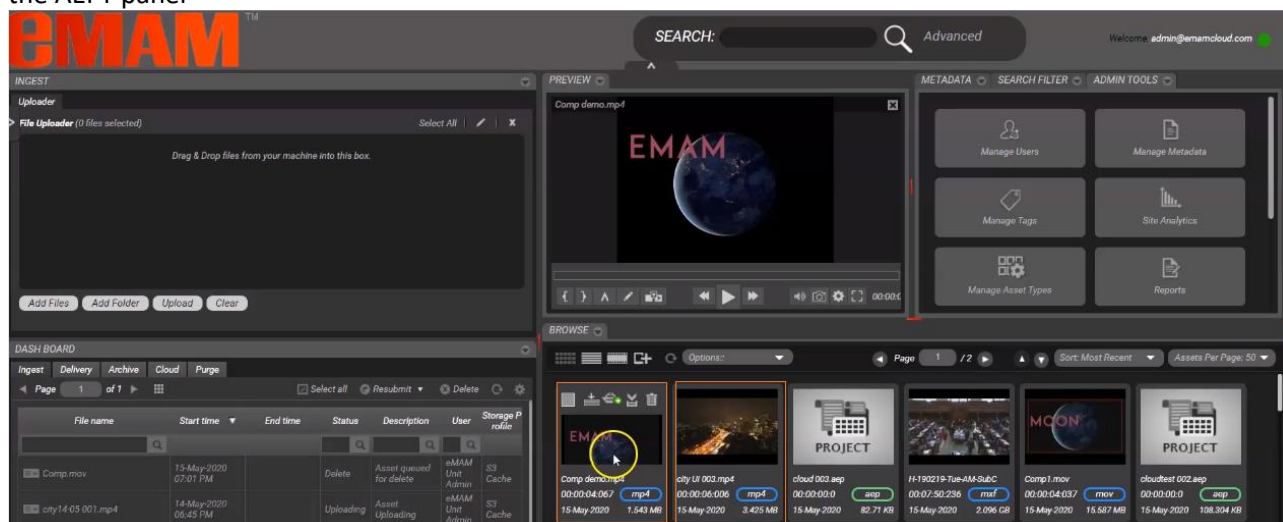 the AEPT panel
eMAM TM
SEARCH:
Advanced
Welcome admin@emamcloud.com
INGEST
Uploader
File Uploader (0 files selected)
Select All
X
Drag & Drop files from your machine into this box.
Add Files
Add Folder
Upload
Clear
PREVIEW
Comp demo.mp4
EMAM
METADATA
SEARCH FILTER
ADMIN TOOLS
Manage Users
Manage Metadata
Manage Tags
Site Analytics
Manage Asset Types
Reports
DASH BOARD
Ingest Delivery Archive Cloud Purge
Page 1 of 1
Select all
Resubmit
Delete
File name
Start time
End time
Status
Description
User
Storage P
rofile
Comp.mov
15-May-2020
07:01 PM
Delete
Asset queued
for delete
eMAM
Unit
Admin
S3
Cache
city14-05 001.mp4
14-May-2020
06:45 PM
Uploading
Asset
Uploading
eMAM
Unit
Admin
S3
Cache
BROWSE
Options::
Page 1 / 2
Sort: Most Recent
Assets Per Page: 50
EMAM
Comp demo.mp4
00:00:04:067 mp4
15-May-2020 1.543 MB
city UI 003.mp4
00:00:06:006 mp4
15-May-2020 3.425 MB
PROJECT
cloud 003.aep
00:00:00:0 aep
15-May-2020 82.71 KB
H-190219-Tue-AM-SubC
00:07:50:236 mxf
15-May-2020 2.096 GB
MOON
Comp1.mov
00:00:04:037 mov
15-May-2020 15.587 MB
PROJECT
cloudtest 002.aep
00:00:00:0 aep
15-May-2020 108.304 KB